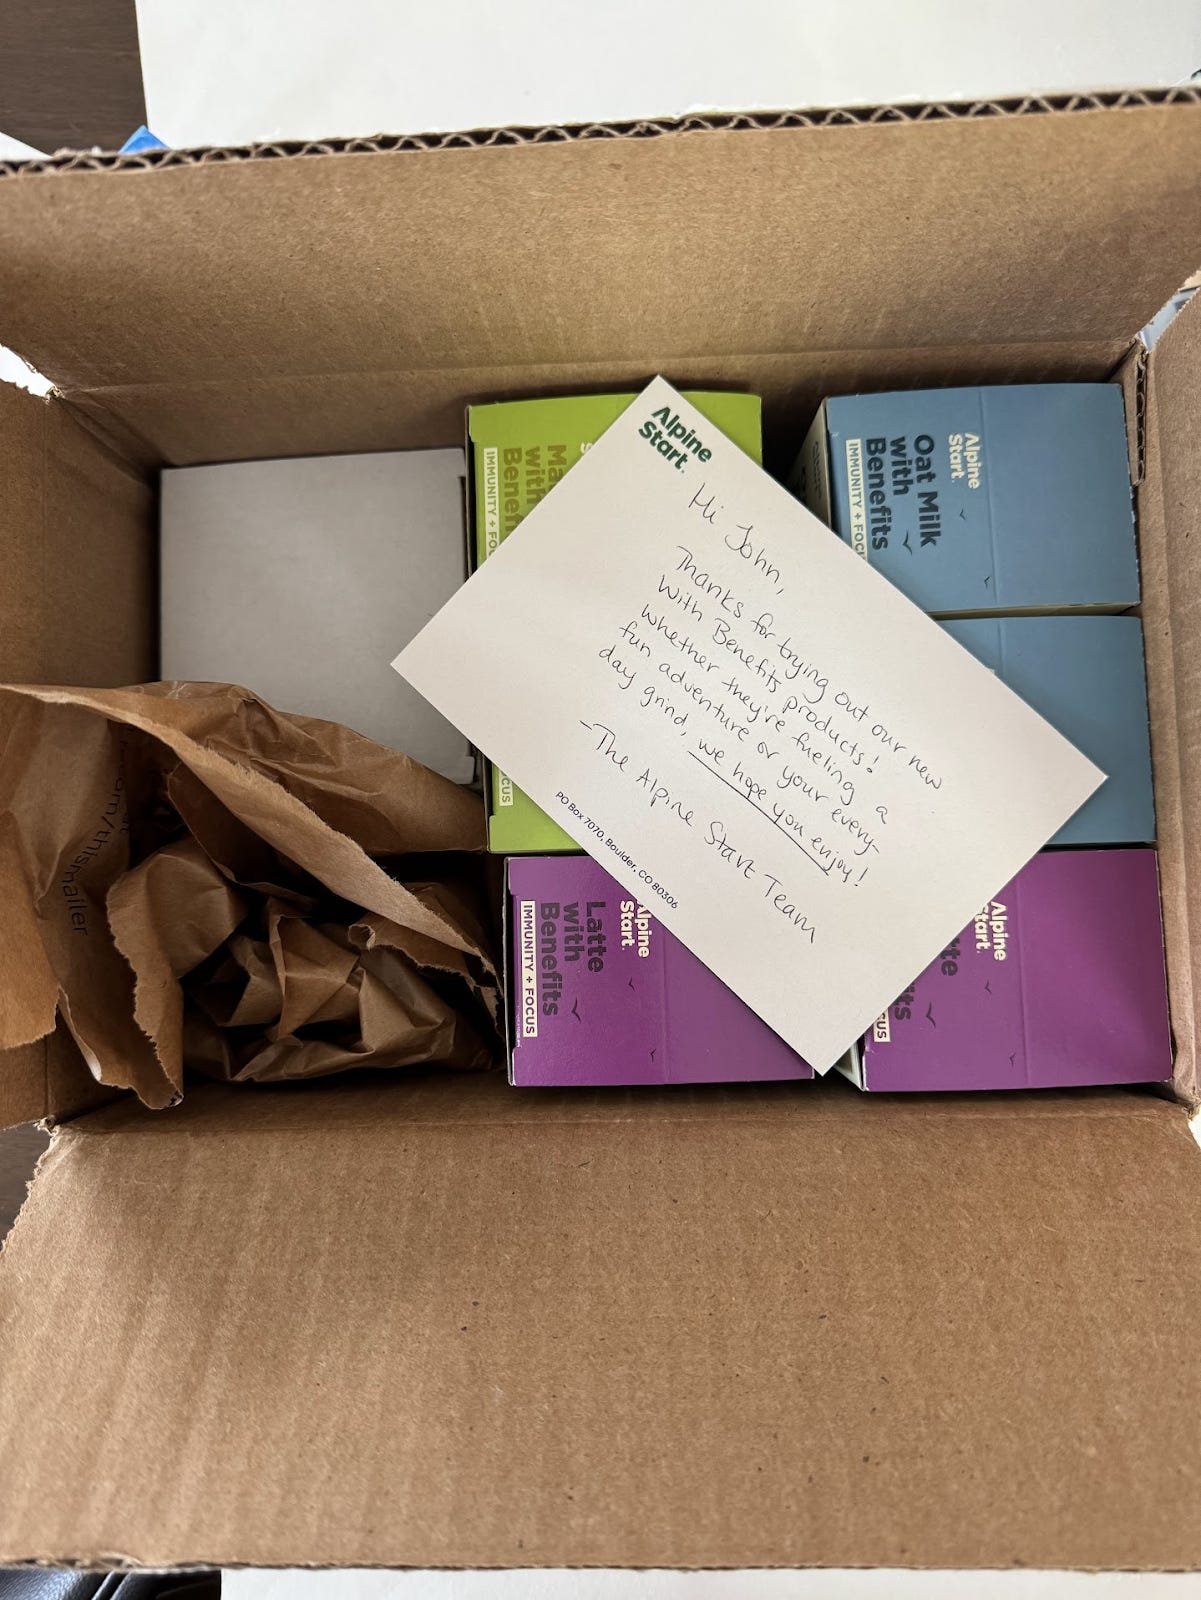 Alpine
Start.
Hi John,
Thanks for trying out our new
With Benefits products!
Whether they're fueling a
fun adventure or your every-
day grind, we hope you enjoy!
-The Alpine Start Team
PO Box 7070, Boulder, CO 80306
With
IMMUNITY +
Alpine
Start.
Oat Milk
With
Benefits
IMMUNITY +
Alpine
Start.
Latte
With
Benefits
IMMUNITY + FOCUS
Alpine
Start.